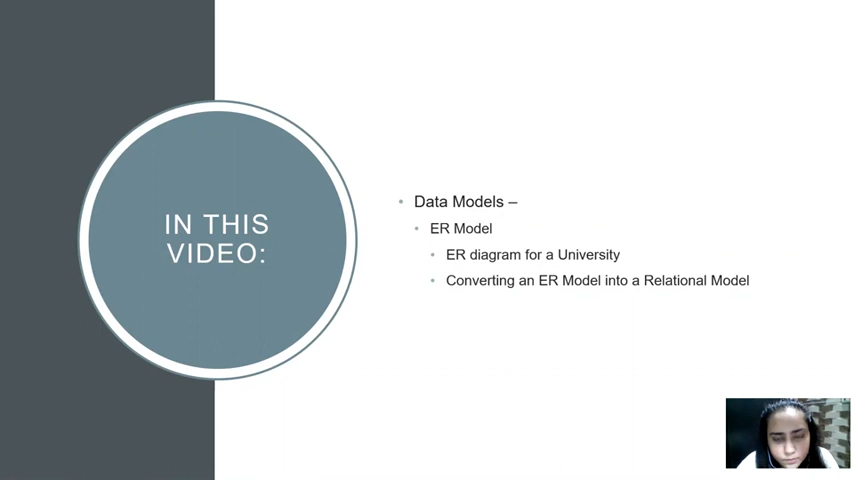 IN THIS
VIDEO:
Data Models –
ER Model
ER diagram for a University
Converting an ER Model into a Relational Model